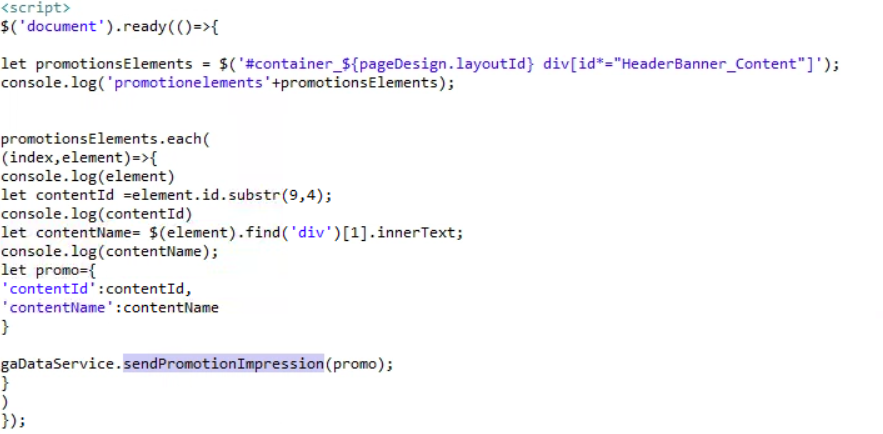 <script>
$('document').ready(()=>{
let promotionsElements = $('#container_${pageDesign.layoutId} div[id*="HeaderBanner_Content"]');
console.log('promotionelements'+promotionsElements);
promotionsElements.each(
(index,element)=>{
console.log(element)
let contentId =element.id.substr(9,4);
console.log(contentId)
let contentName= $(element).find('div')[1].innerText;
console.log(contentName);
let promo={
'contentId':contentId,
'contentName':contentName
}
gaDataService.sendPromotionImpression(promo);
}
)
});